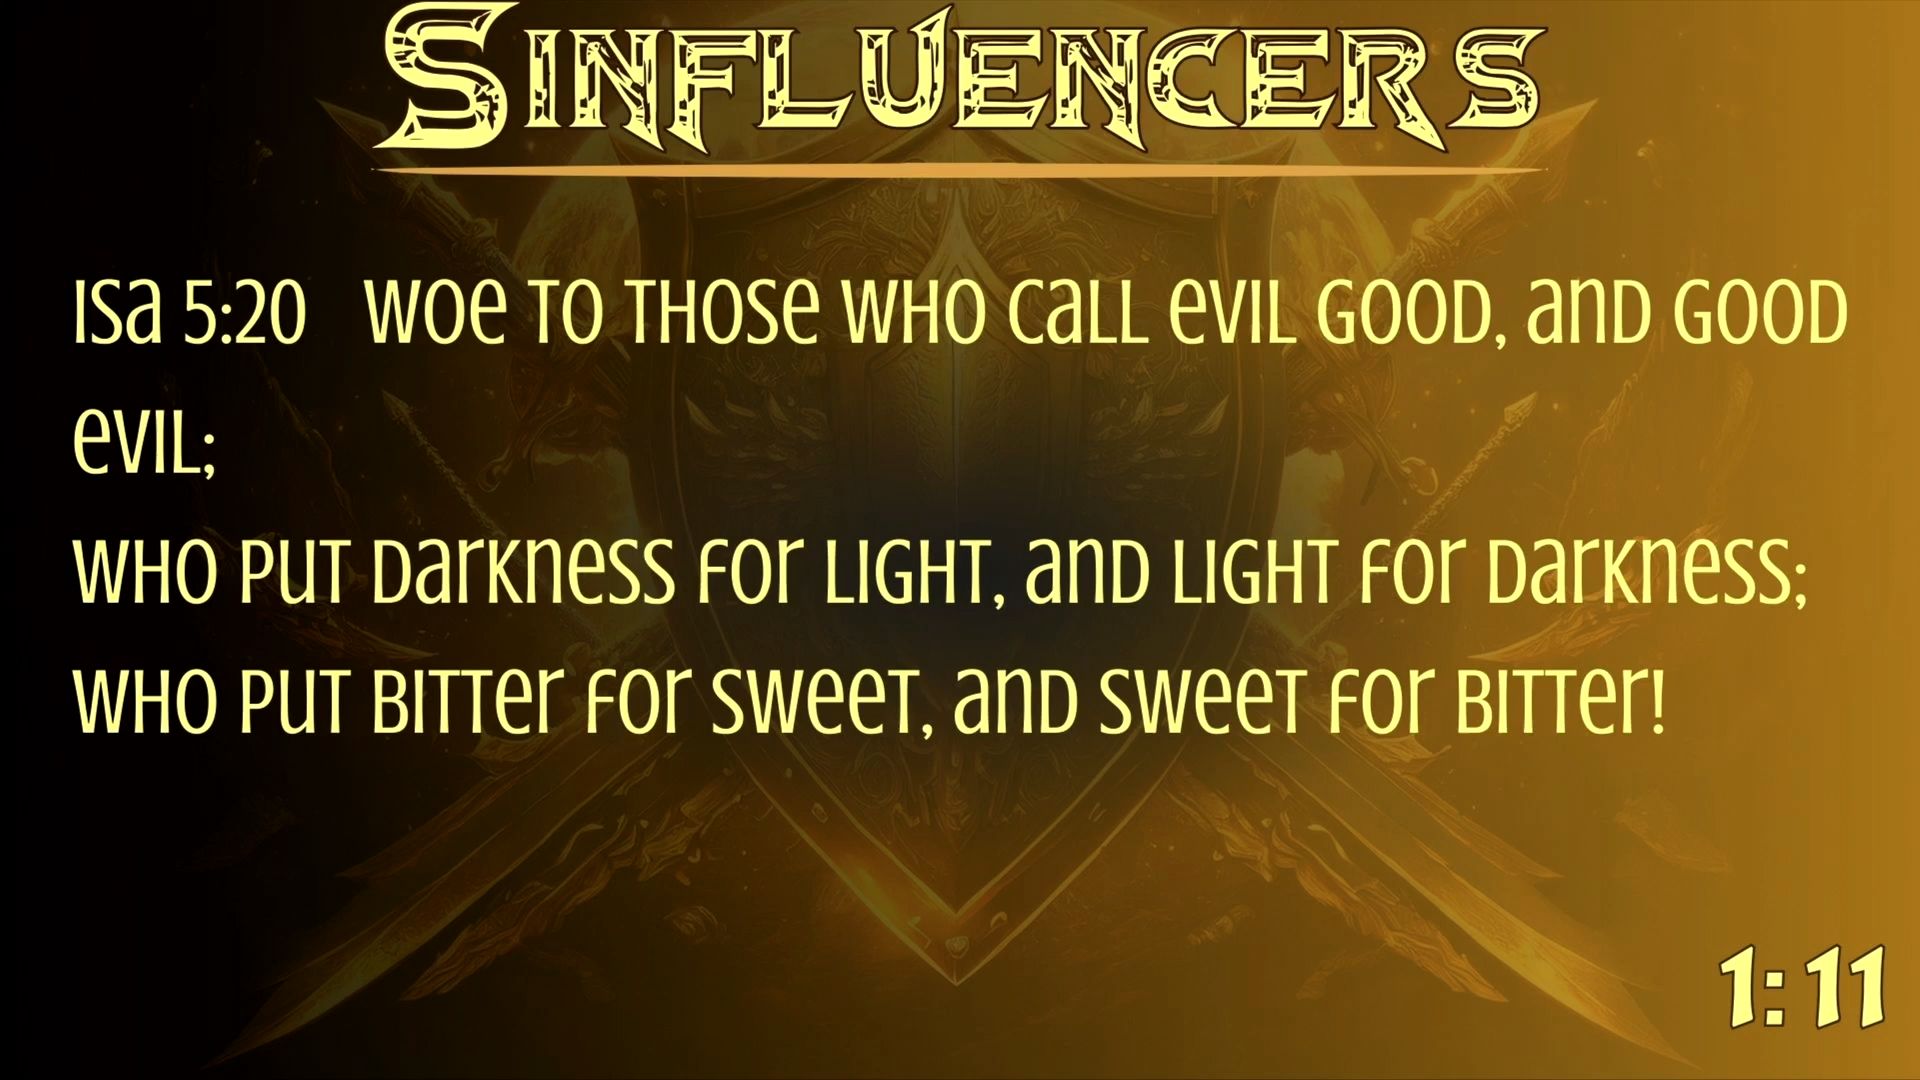 Sinfluencers
Isa 5:20 Woe to those who call evil good, and good
evil;
Who put darkness for light, and light for darkness;
Who put bitter for sweet, and sweet for bitter!
1:11